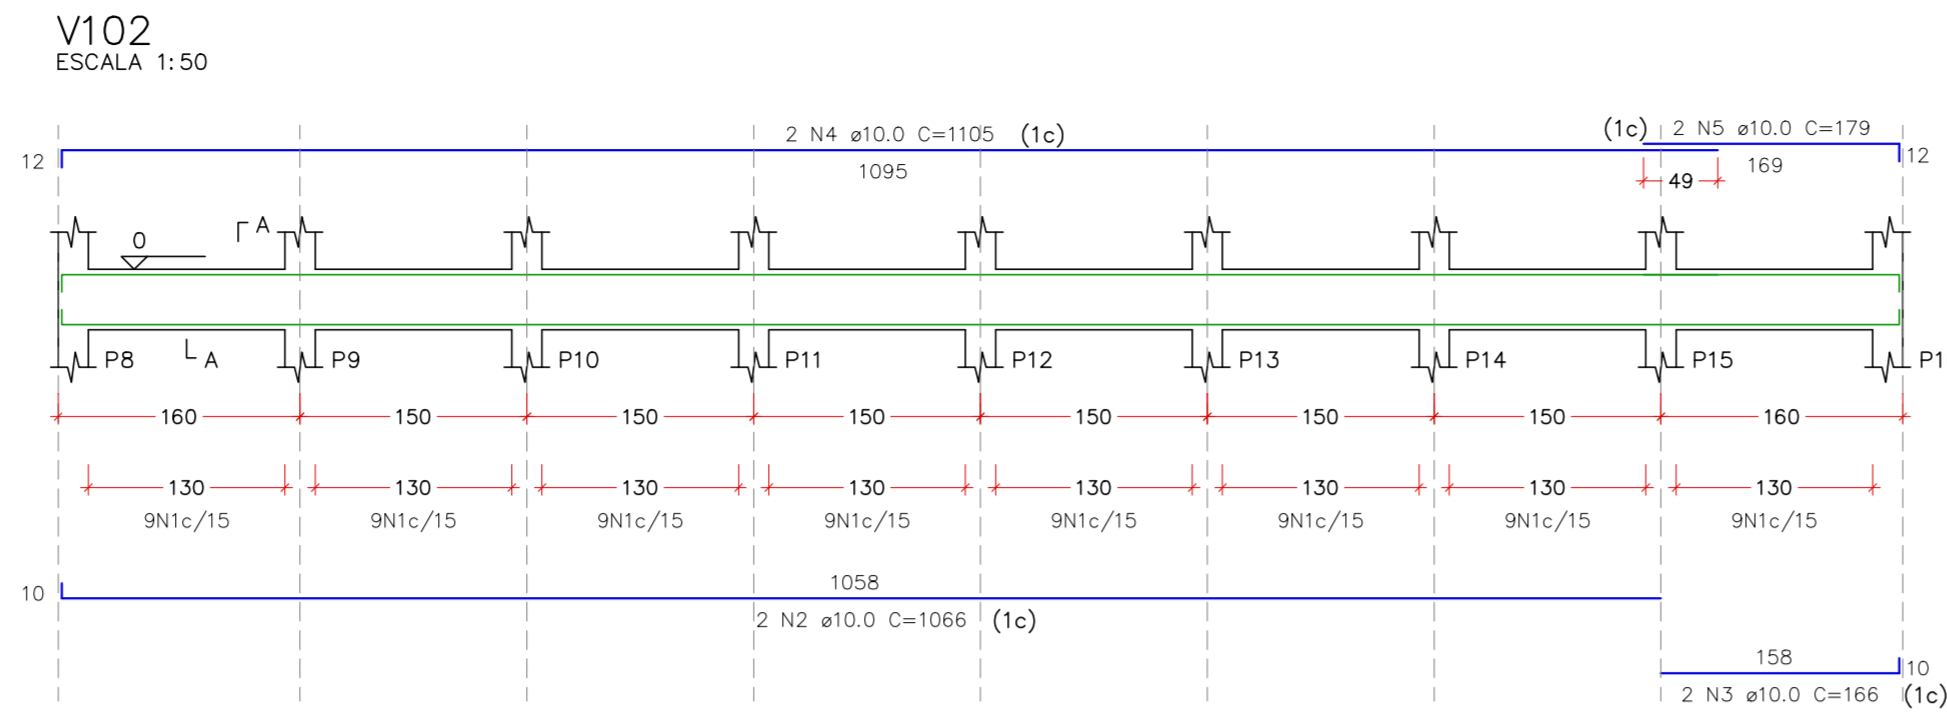 V102
ESCALA 1:50
2 N4 ø10.0 C=1105 (1c)
(1c) 2 N5 ø10.0 C=179
12
1095
169
12
49
A
0
P8
A
P9
P10
P11
P12
P13
P14
P15
P1
160 150 150 150 150 150 150 160
130 130 130 130 130 130 130 130
9N1c/15 9N1c/15 9N1c/15 9N1c/15 9N1c/15 9N1c/15 9N1c/15 9N1c/15
10
1058
2 N2 ø10.0 C=1066 (1c)
158
10
2 N3 ø10.0 C=166 (1c)